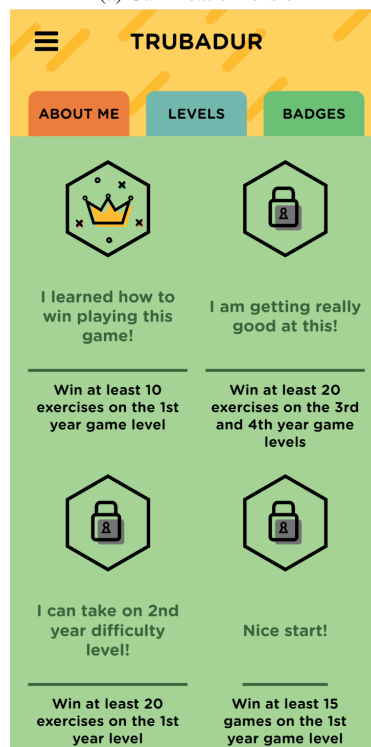 TRUBADUR
ABOUT ME
LEVELS
BADGES
I learned how to
win playing this
game!
Win at least 10
exercises on the 1st
year game level
I am getting really
good at this!
Win at least 20
exercises on the 3rd
and 4th year game
levels
I can take on 2nd
year difficulty
level!
Win at least 20
exercises on the 1st
year level
Nice start!
Win at least 15
games on the 1st
year game level